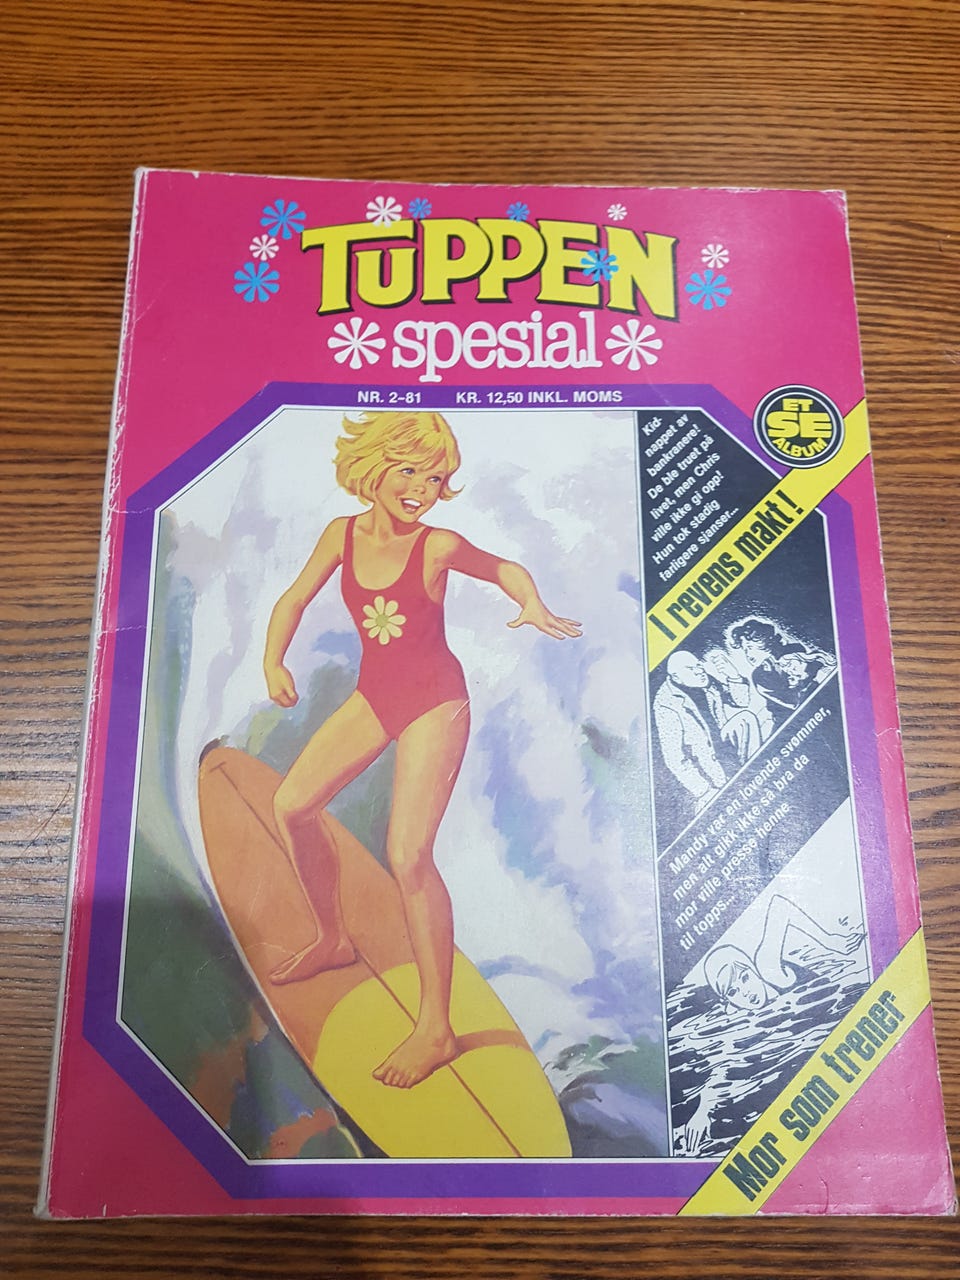 TUPPEN
spesial
NR. 2-81 KR. 12,50 INKL. MOMS
ET
SE
ALBUM
Kid-
nappet av
bankranere!
De ble truet på
livet, men Chris
ville ikke gi opp!
Hun tok stadig
farligere sjanser...
I revens makt!
Mandy var en lovende svømmer,
men alt gikk ikke så bra da
mor ville presse henne
til topps...
Mor som trener